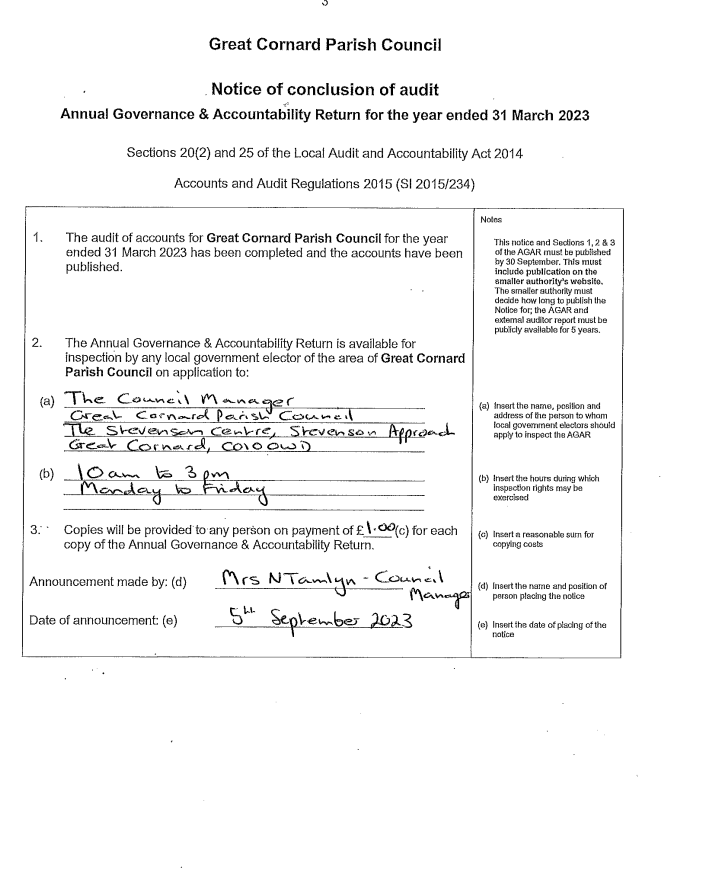 Great Cornard Parish Council
Notice of conclusion of audit
Annual Governance & Accountability Return for the year ended 31 March 2023
Sections 20(2) and 25 of the Local Audit and Accountability Act 2014
Accounts and Audit Regulations 2015 (SI 2015/234)
1. The audit of accounts for Great Cornard Parish Council for the year
ended 31 March 2023 has been completed and the accounts have been
published.
2. The Annual Governance & Accountability Return is available for
inspection by any local government elector of the area of Great Cornard
Parish Council on application to:
(a) The Council Manager
Great Cornard Parish Council
The Stevenson Centre, Stevenson Approach
Great Cornard, CO10 0WD
(b) 10am to 3pm
Monday to Friday
3. Copies will be provided to any person on payment of £1.00(c) for each
copy of the Annual Governance & Accountability Return.
Announcement made by: (d) Mrs N Tamlyn - Council
Manager
Date of announcement: (e) 5th September 2023
Notes
This notice and Sections 1, 2 & 3
of the AGAR must be published
by 30 September. This must
include publication on the
smaller authority's website.
The smaller authority must
decide how long to publish the
Notice for; the AGAR and
external auditor report must be
publicly available for 5 years.
(a) Insert the name, position and
address of the person to whom
local government electors should
apply to inspect the AGAR
(b) Insert the hours during which
inspection rights may be
exercised
(c) Insert a reasonable sum for
copying costs
(d) Insert the name and position of
person placing the notice
(e) Insert the date of placing of the
notice